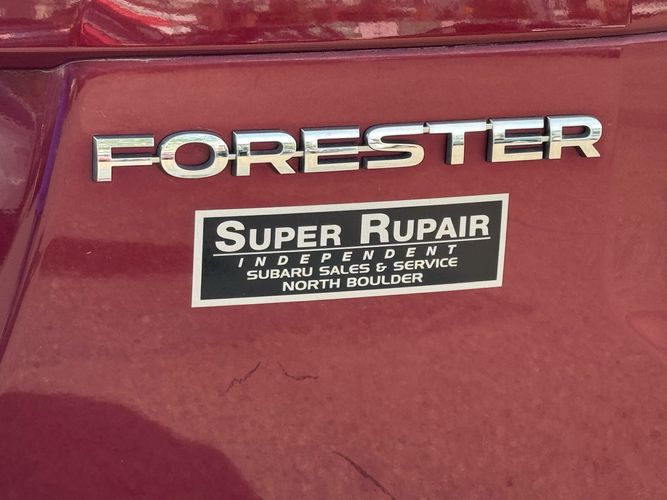 FORESTER
SUPER RUPAIR
INDEPENDENT
SUBARU SALES & SERVICE
NORTH BOULDER